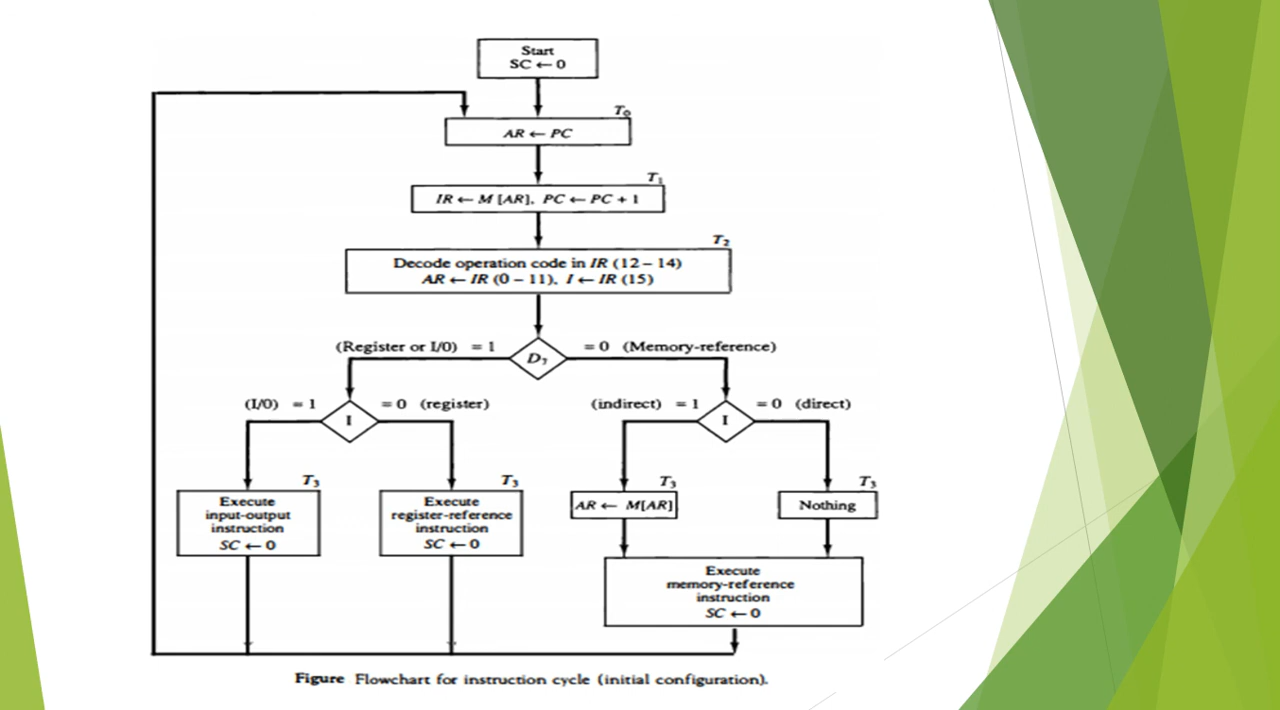 Start
SC ← 0
T₀
AR ← PC
T₁
IR ← M [AR], PC ← PC + 1
T₂
Decode operation code in IR (12 – 14)
AR ← IR (0 – 11), I ← IR (15)
(Register or I/0) = 1
D₇
= 0 (Memory-reference)
(I/0) = 1
I
= 0 (register)
(indirect) = 1
I
= 0 (direct)
T₃
Execute
input-output
instruction
SC ← 0
T₃
Execute
register-reference
instruction
SC ← 0
T₃
AR ← M[AR]
T₃
Nothing
Execute
memory-reference
instruction
SC ← 0
Figure Flowchart for instruction cycle (initial configuration).